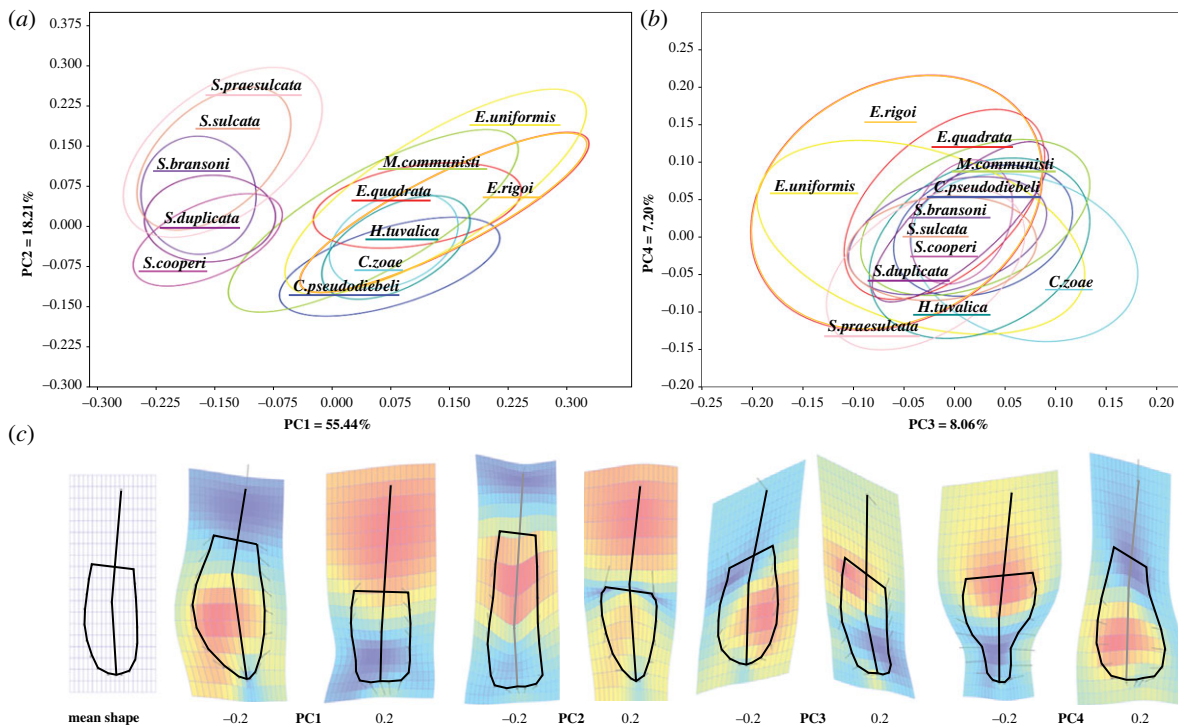 (a)
0.375
0.300
0.225
0.150
0.075
0.000
–0.075
–0.150
–0.225
–0.300
PC2 = 18.21%
S.praesulcata
S.sulcata
S.bransoni
S.duplicata
S.cooperi
E.uniformis
M.communisti
E.quadrata
E.rigoi
H.tuvalica
C.zoae
C.pseudodiebeli
–0.300 –0.225 –0.150 –0.075 0.000 0.075 0.150 0.225 0.300
PC1 = 55.44%
(b)
0.25
0.20
0.15
0.10
0.05
0.00
–0.05
–0.10
–0.15
–0.20
PC4 = 7.20%
E.rigoi
E.quadrata
M.communisti
E.uniformis
C.pseudodiebeli
S.bransoni
S.sulcata
S.cooperi
S.duplicata
C.zoae
H.tuvalica
S.praesulcata
–0.25 –0.20 –0.15 –0.10 –0.05 0.00 0.05 0.10 0.15 0.20
PC3 = 8.06%
(c)
mean shape –0.2 PC1 0.2 –0.2 PC2 0.2 –0.2 PC3 0.2 –0.2 PC4 0.2